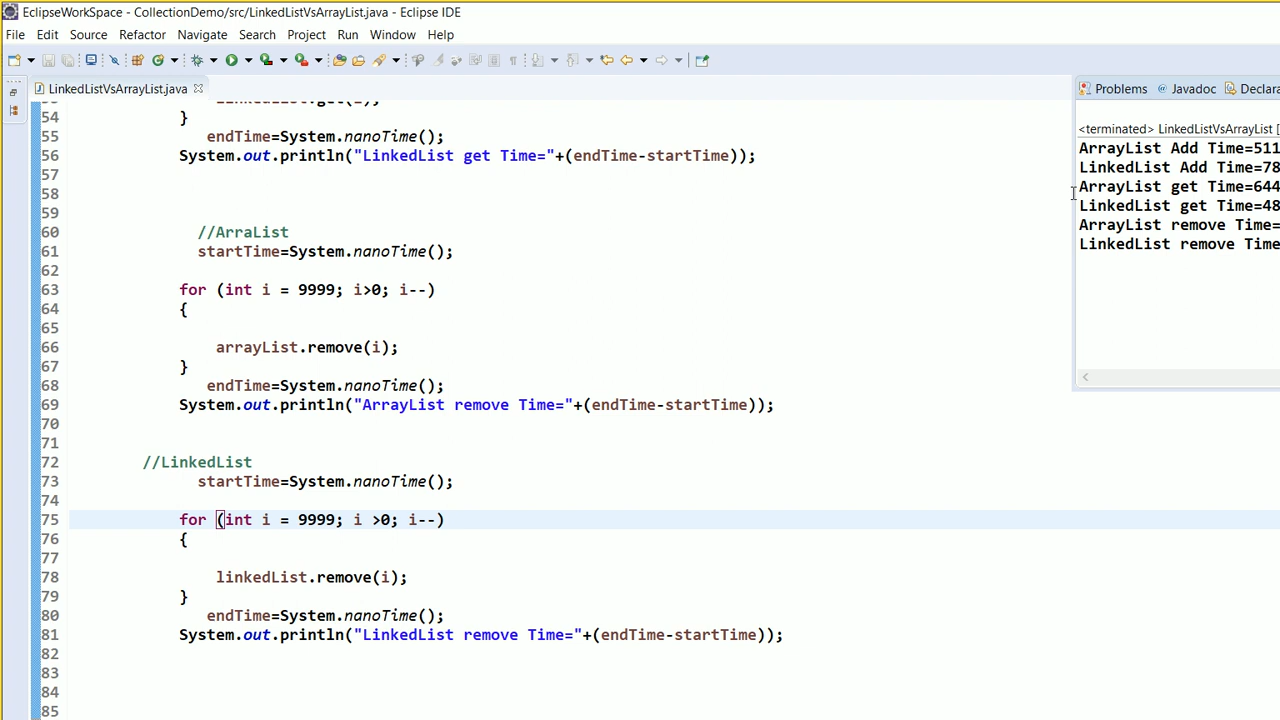 EclipseWorkSpace - CollectionDemo/src/LinkedListVsArrayList.java - Eclipse IDE
File Edit Source Refactor Navigate Search Project Run Window Help
LinkedListVsArrayList.java
54 }
55 endTime=System.nanoTime();
56 System.out.println("LinkedList get Time="+(endTime-startTime));
57
58
59
60 //ArraList
61 startTime=System.nanoTime();
62
63 for (int i = 9999; i>0; i--)
64 {
65
66 arrayList.remove(i);
67 }
68 endTime=System.nanoTime();
69 System.out.println("ArrayList remove Time="+(endTime-startTime));
70
71
72 //LinkedList
73 startTime=System.nanoTime();
74
75 for (int i = 9999; i >0; i--)
76 {
77
78 linkedList.remove(i);
79 }
80 endTime=System.nanoTime();
81 System.out.println("LinkedList remove Time="+(endTime-startTime));
82
83
84
85
Problems @ Javadoc Declara
<terminated> LinkedListVsArrayList [
ArrayList Add Time=511
LinkedList Add Time=78
ArrayList get Time=644
LinkedList get Time=48
ArrayList remove Time=
LinkedList remove Time